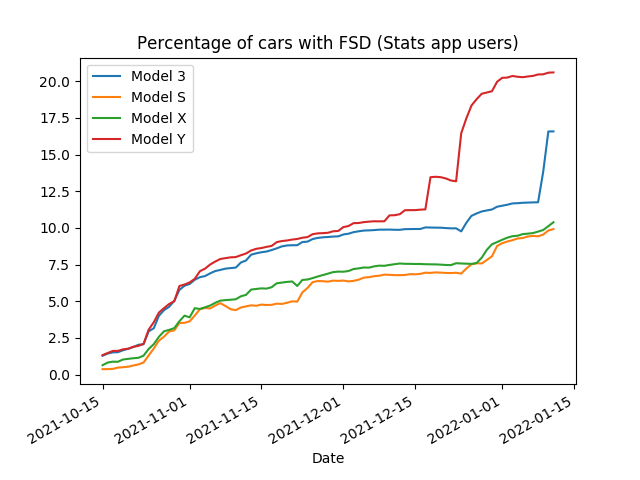 Percentage of cars with FSD (Stats app users)
Model 3
Model S
Model X
Model Y
20.0
17.5
15.0
12.5
10.0
7.5
5.0
2.5
0.0
2021-10-15
2021-11-01
2021-11-15
2021-12-01
2021-12-15
2022-01-01
2022-01-15
Date